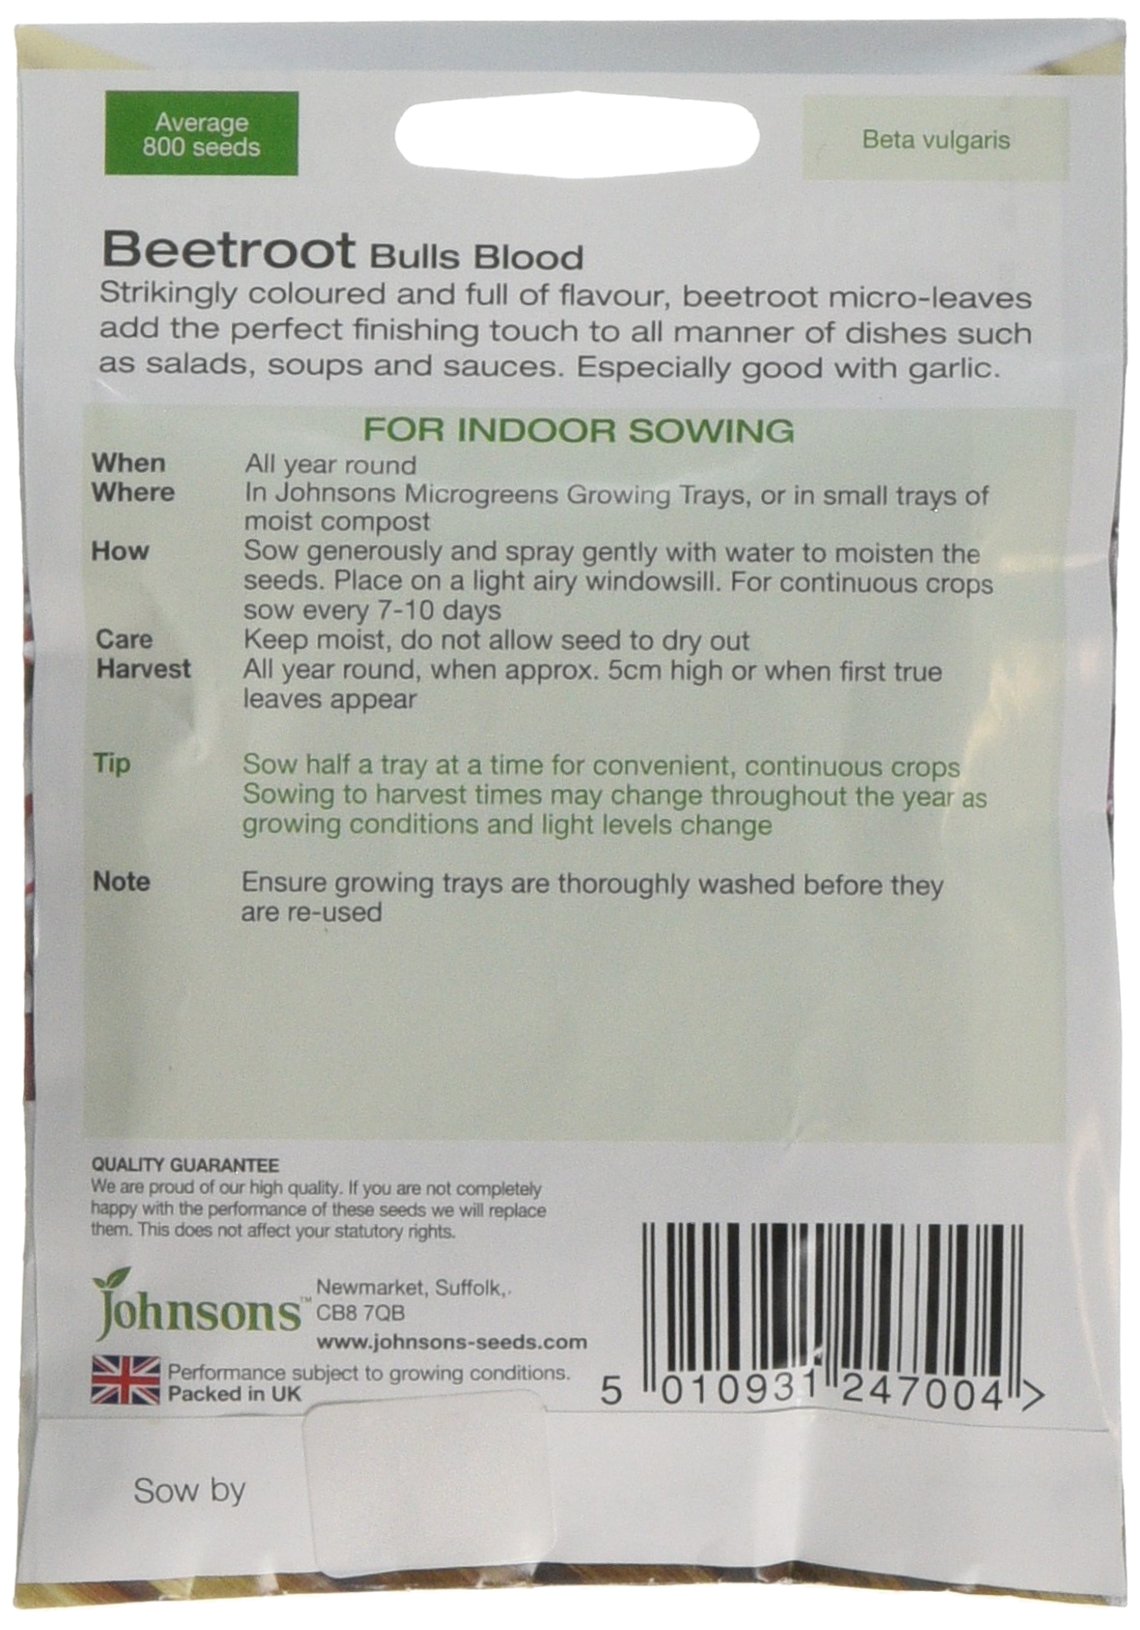 Average
800 seeds
Beta vulgaris
Beetroot Bulls Blood
Strikingly coloured and full of flavour, beetroot micro-leaves
add the perfect finishing touch to all manner of dishes such
as salads, soups and sauces. Especially good with garlic.
FOR INDOOR SOWING
When All year round
Where In Johnsons Microgreens Growing Trays, or in small trays of
moist compost
How Sow generously and spray gently with water to moisten the
seeds. Place on a light airy windowsill. For continuous crops
sow every 7-10 days
Care Keep moist, do not allow seed to dry out
Harvest All year round, when approx. 5cm high or when first true
leaves appear
Tip Sow half a tray at a time for convenient, continuous crops
Sowing to harvest times may change throughout the year as
growing conditions and light levels change
Note Ensure growing trays are thoroughly washed before they
are re-used
QUALITY GUARANTEE
We are proud of our high quality. If you are not completely
happy with the performance of these seeds we will replace
them. This does not affect your statutory rights.
Johnsons™
Newmarket, Suffolk,.
CB8 7QB
www.johnsons-seeds.com
Performance subject to growing conditions.
Packed in UK
5 010931 247004 >
Sow by